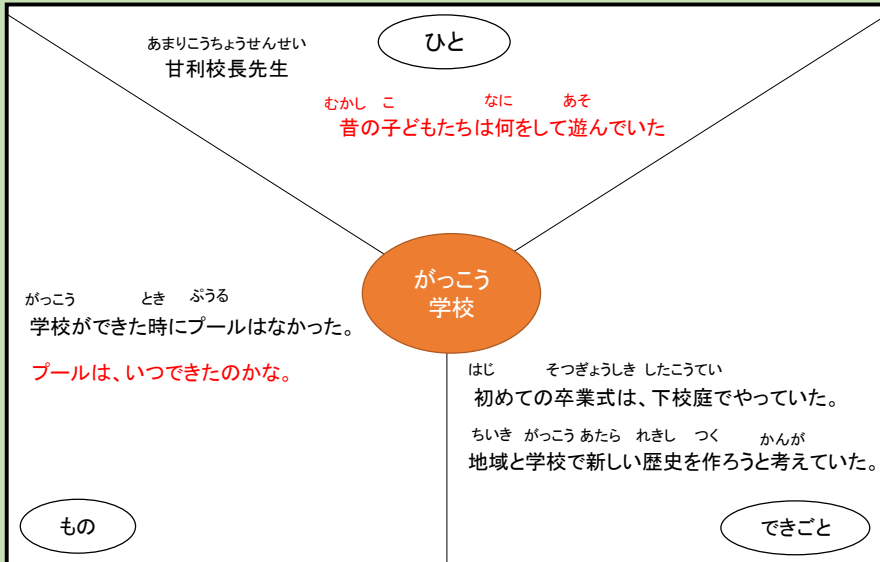 ひと
あまりこうちょうせんせい
甘利校長先生
むかし こ なに あそ
昔の子どもたちは何をして遊んでいた
がっこう
学校
がっこう とき ぷうる
学校ができた時にプールはなかった。
プールは、いつできたのかな。
もの
はじ そつぎょうしき したこうてい
初めての卒業式は、下校庭でやっていた。
ちいき がっこう あたら れきし つく かんが
地域と学校で新しい歴史を作ろうと考えていた。
できごと